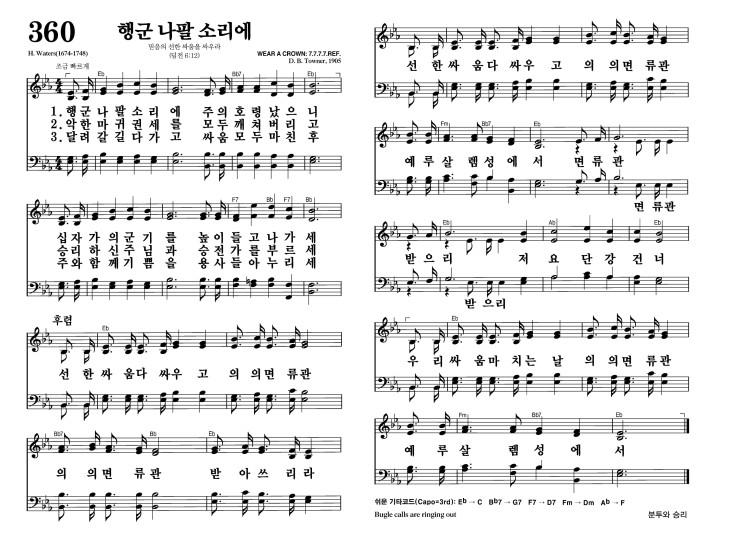 360
행군 나팔 소리에
믿음의 선한 싸움을 싸우라
(딤전 6:12)
H. Waters(1674-1748)
WEAR A CROWN: 7.7.7.7.REF.
D. B. Towner, 1905
조금 빠르게
Eb Bb7 Eb
1. 행 군 나 팔 소 리 에 주 의 호 령 났 으 니
2. 악 한 마 귀 권 세 를 모 두 깨 쳐 버 리 고
3. 달 려 갈 길 다 가 고 싸 움 모 두 마 친 후
Eb F7 Bb F7 Bb
십 자 가 의 군 기 를 높 이 들 고 나 가 세
승 리 하 신 주 님 과 승 전 가 를 부 르 세
주 와 함 께 기 쁨 을 용 사 들 아 누 리 세
후렴
Eb
선 한 싸 움 다 싸 우 고 의 의 면 류 관
Bb7 Eb Bb7 Eb
의 의 면 류 관 받 아 쓰 리 라
선 한 싸 움 다 싸 우 고 의 의 면 류 관
Fm Bb7 Eb
예 루 살 렘 성 에 서 면 류 관
면 류 관
Eb Ab Eb
받 으 리 저 요 단 강 건 너
받 으 리
Eb
우 리 싸 움 마 치 는 날 의 의 면 류 관
Fm Bb7 Eb
예 루 살 렘 성 에 서
쉬운 기타코드(Capo=3rd): Eb → C Bb7 → G7 F7 → D7 Fm → Dm Ab → F
Bugle calls are ringing out
분투와 승리